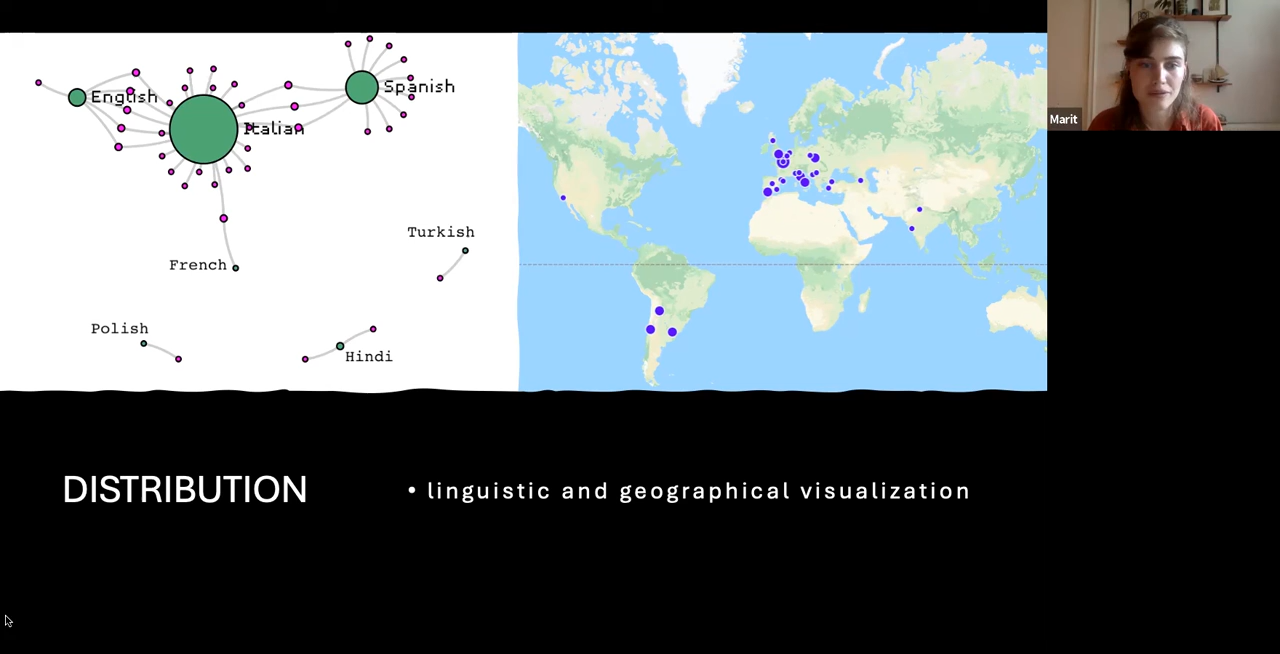 English
Italian
Spanish
French
Turkish
Polish
Hindi
Marit
DISTRIBUTION
• linguistic and geographical visualization